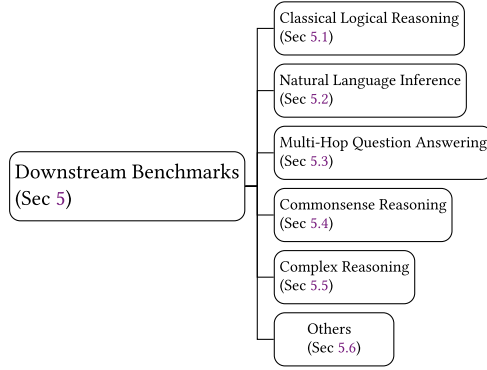 Classical Logical Reasoning
(Sec 5.1)
Natural Language Inference
(Sec 5.2)
Multi-Hop Question Answering
(Sec 5.3)
Downstream Benchmarks
(Sec 5)
Commonsense Reasoning
(Sec 5.4)
Complex Reasoning
(Sec 5.5)
Others
(Sec 5.6)